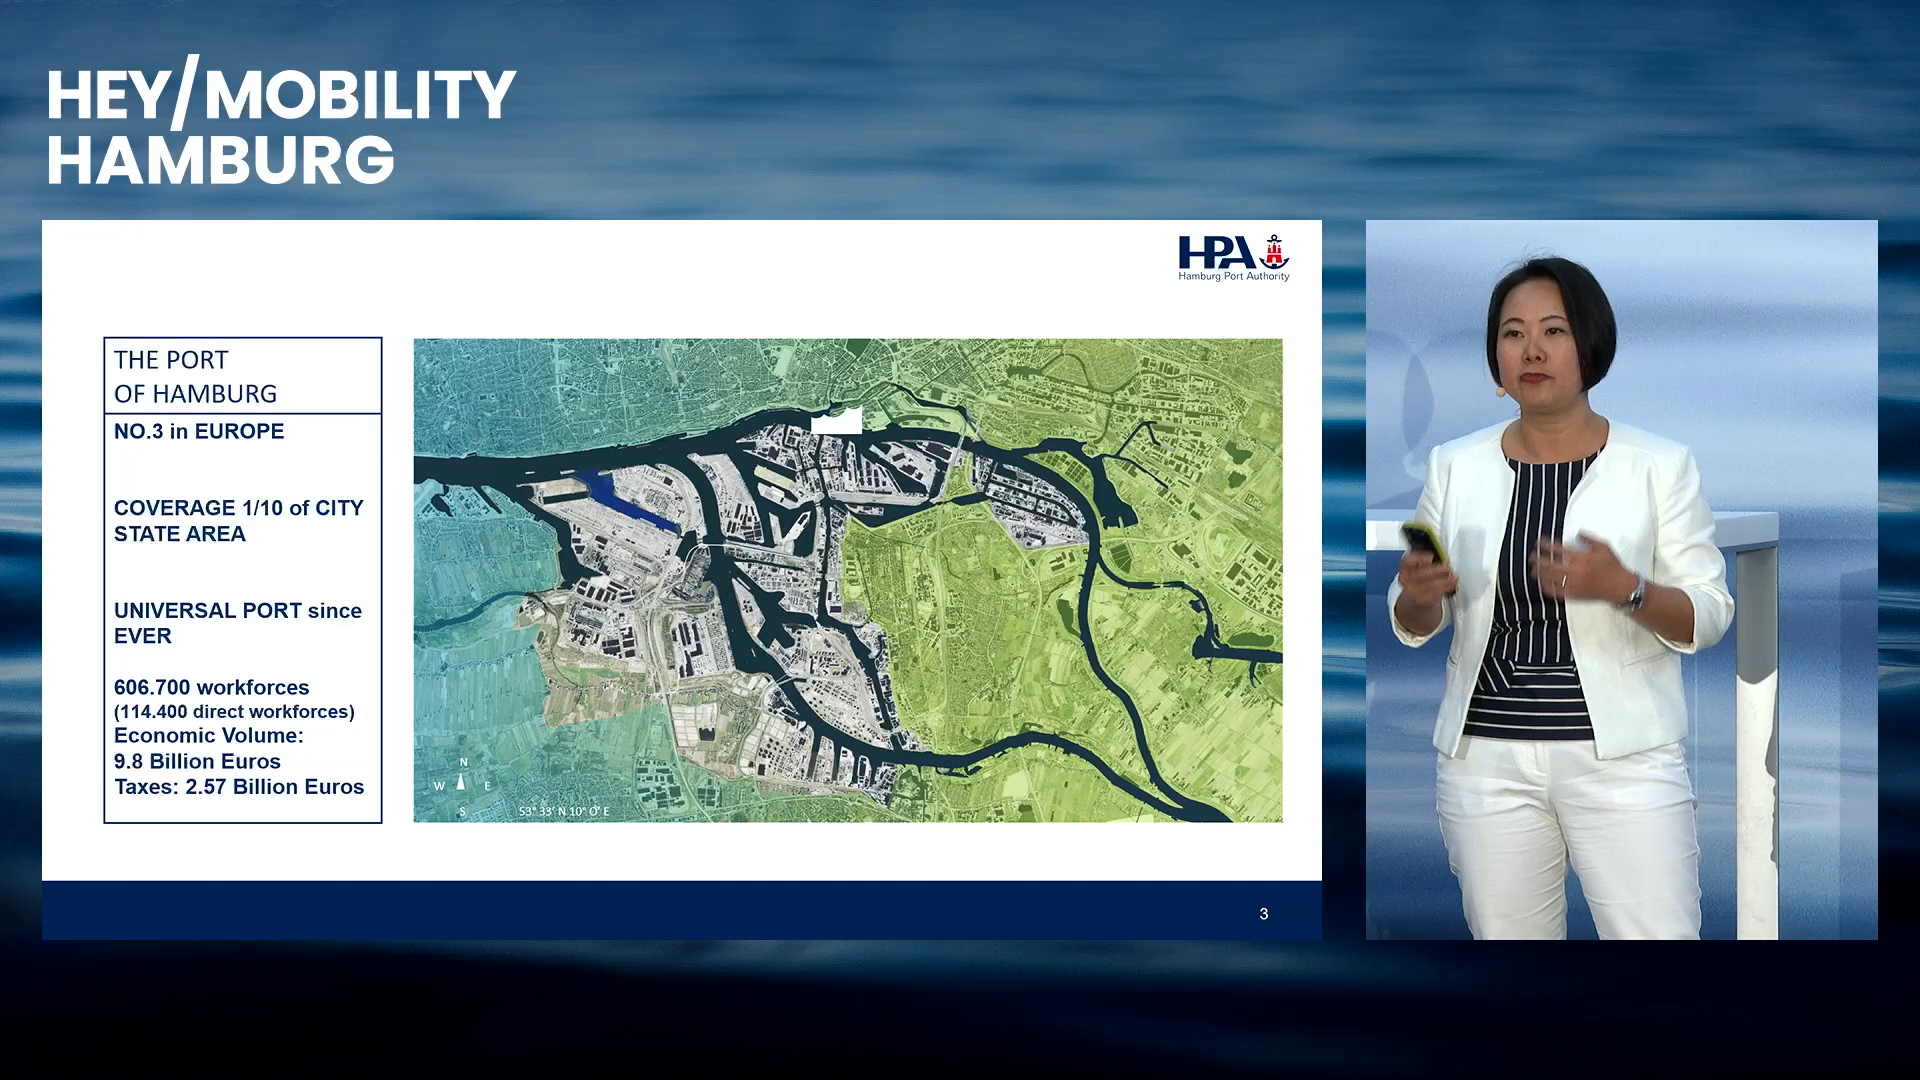 HEY/MOBILITY
HAMBURG
HPA
Hamburg Port Authority
THE PORT
OF HAMBURG
NO.3 in EUROPE
COVERAGE 1/10 of CITY
STATE AREA
UNIVERSAL PORT since
EVER
606.700 workforces
(114.400 direct workforces)
Economic Volume:
9.8 Billion Euros
Taxes: 2.57 Billion Euros
N
W E
S
53° 33' N 10° O' E
3